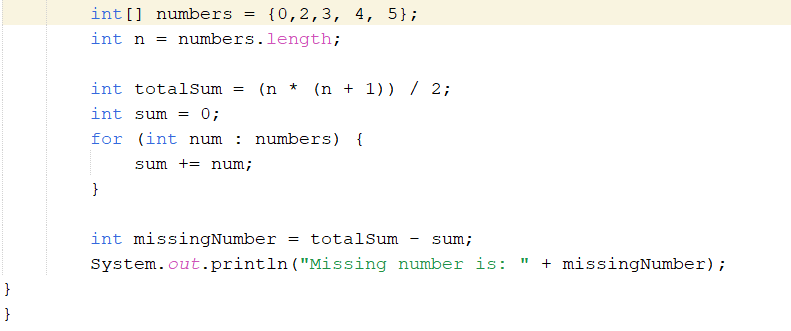 int[] numbers = {0,2,3, 4, 5};
int n = numbers.length;
int totalSum = (n * (n + 1)) / 2;
int sum = 0;
for (int num : numbers) {
sum += num;
}
int missingNumber = totalSum - sum;
System.out.println("Missing number is: " + missingNumber);
}
}